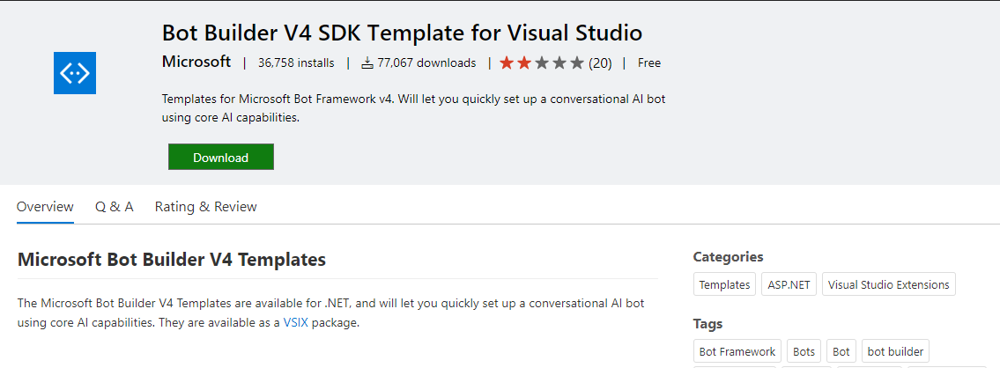 Bot Builder V4 SDK Template for Visual Studio
Microsoft | 36,758 installs | 77,067 downloads | (20) | Free
Templates for Microsoft Bot Framework v4. Will let you quickly set up a conversational AI bot
using core AI capabilities.
Download
Overview Q & A Rating & Review
Microsoft Bot Builder V4 Templates
The Microsoft Bot Builder V4 Templates are available for .NET, and will let you quickly set up a conversational AI bot
using core AI capabilities. They are available as a VSIX package.
Categories
Templates ASP.NET Visual Studio Extensions
Tags
Bot Framework Bots Bot bot builder